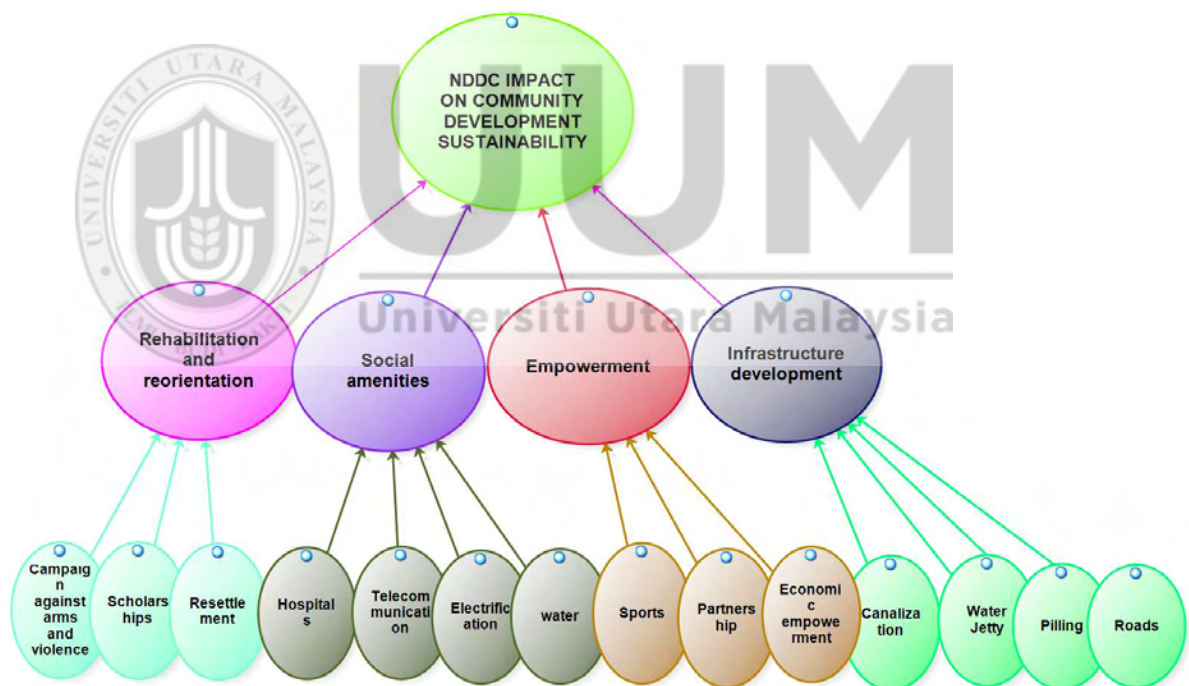 NDDC IMPACT
ON COMMUNITY
DEVELOPMENT
SUSTAINABILITY
UNIVERSITI UTARA MALAYSIA
UUM
Universiti Utara Malaysia
Rehabilitation
and
reorientation
Social
amenities
Empowerment
Infrastructure
development
Campaig
n
against
arms
and
violence
Scholars
hips
Resettle
ment
Hospital
s
Telecom
municati
on
Electrific
ation
water
Sports
Partners
hip
Economi
c
empowe
rment
Canaliza
tion
Water
Jetty
Pilling
Roads